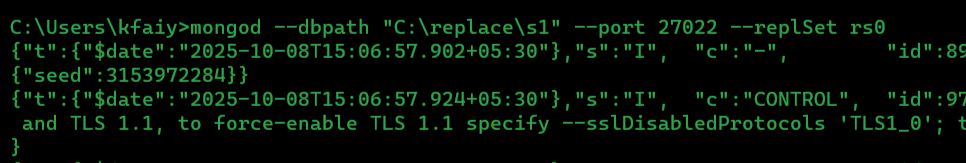 C:\Users\kfaiy>mongod --dbpath "C:\replace\s1" --port 27022 --replSet rs0
{"t":{"$date":"2025-10-08T15:06:57.902+05:30"},"s":"I",  "c":"-",        "id":89
{"seed":3153972284}}
{"t":{"$date":"2025-10-08T15:06:57.924+05:30"},"s":"I",  "c":"CONTROL",  "id":97
 and TLS 1.1, to force-enable TLS 1.1 specify --sslDisabledProtocols 'TLS1_0'; t
}